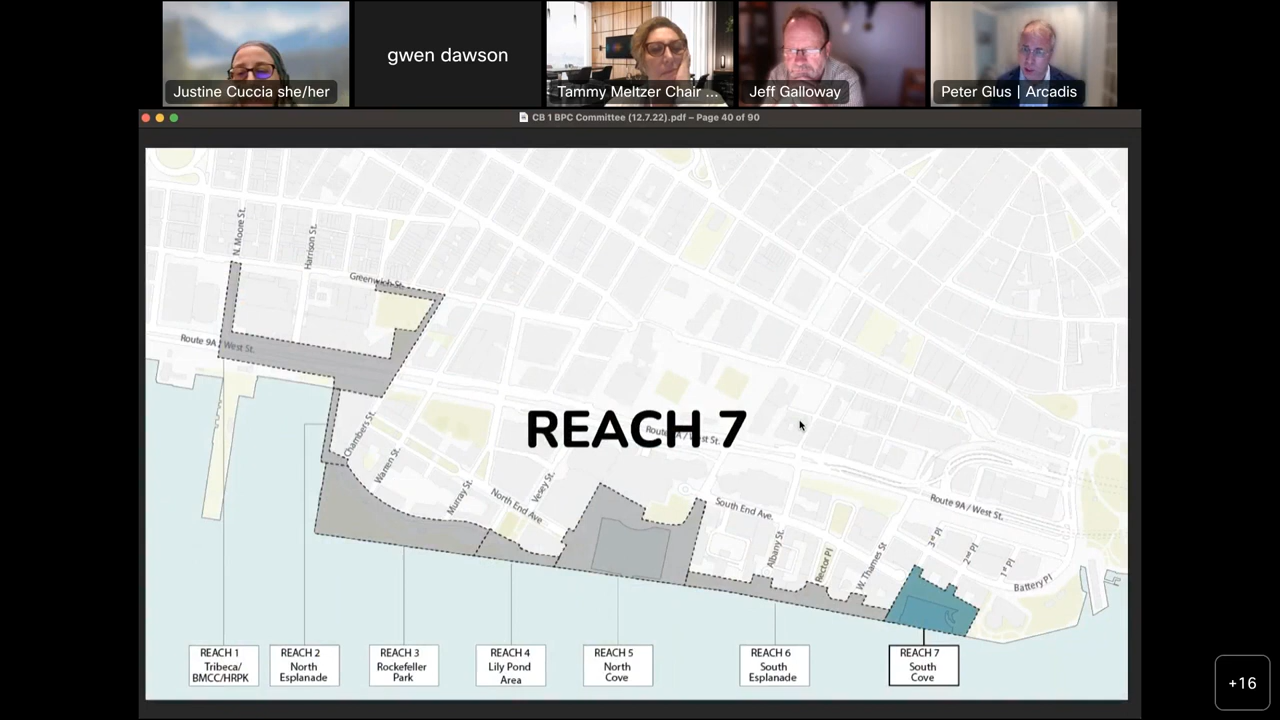 Justine Cuccia she/her
gwen dawson
Tammy Meltzer Chair ...
Jeff Galloway
Peter Glus | Arcadis
CB 1 BPC Committee (12.7.22).pdf – Page 40 of 90
N. Moore St.
Harrison St.
Greenwich St.
Route 9A / West St.
REACH 7
Route 9A / West St.
Chambers St.
Warren St.
Murray St.
North End Ave
Vesey St.
South End Ave.
Albany St.
Rector Pl
W. Thames St
Route 9A / West St.
3rd Pl
2nd Pl
1st Pl
Battery Pl
REACH 1
Tribeca/
BMCC/HRPK
REACH 2
North
Esplanade
REACH 3
Rockefeller
Park
REACH 4
Lily Pond
Area
REACH 5
North
Cove
REACH 6
South
Esplanade
REACH 7
South
Cove
+16